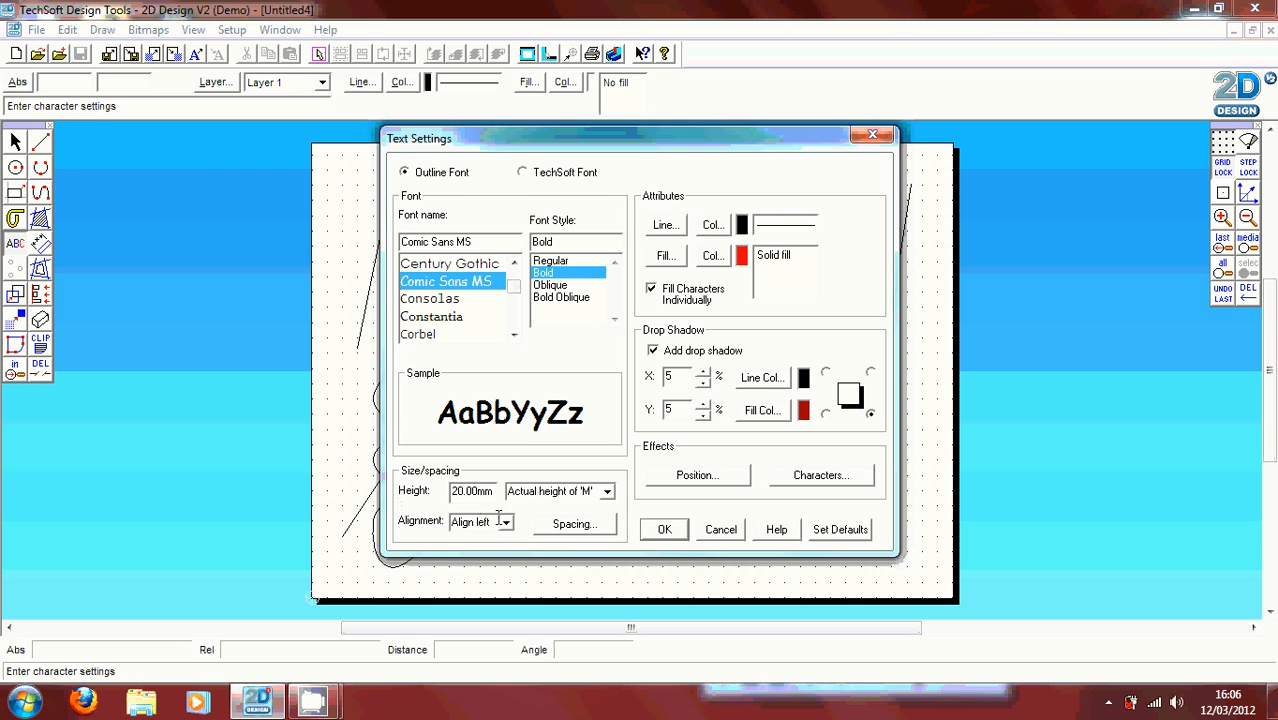 TechSoft Design Tools - 2D Design V2 (Demo) - [Untitled4]
File Edit Draw Bitmaps View Setup Window Help
Abs Layer... Layer 1 Line... Col... Fill... Col... No fill
Enter character settings
2D
DESIGN
Text Settings
Outline Font TechSoft Font
Font
Font name:
Comic Sans MS
Century Gothic
Comic Sans MS
Consolas
Constantia
Corbel
Font Style:
Bold
Regular
Bold
Oblique
Bold Oblique
Sample
AaBbYyZz
Size/spacing
Height: 20.00mm Actual height of 'M'
Alignment: Align left Spacing...
Attributes
Line... Col...
Fill... Col... Solid fill
Fill Characters
Individually
Drop Shadow
Add drop shadow
X: 5 % Line Col...
Y: 5 % Fill Col...
Effects
Position... Characters...
OK Cancel Help Set Defaults
ABC
CLIP
in DEL
GRID
LOCK
STEP
LOCK
last media
all selec
UNDO
LAST
DEL
Abs Rel Distance Angle
Enter character settings
2D
DESIGN
16:06
12/03/2012